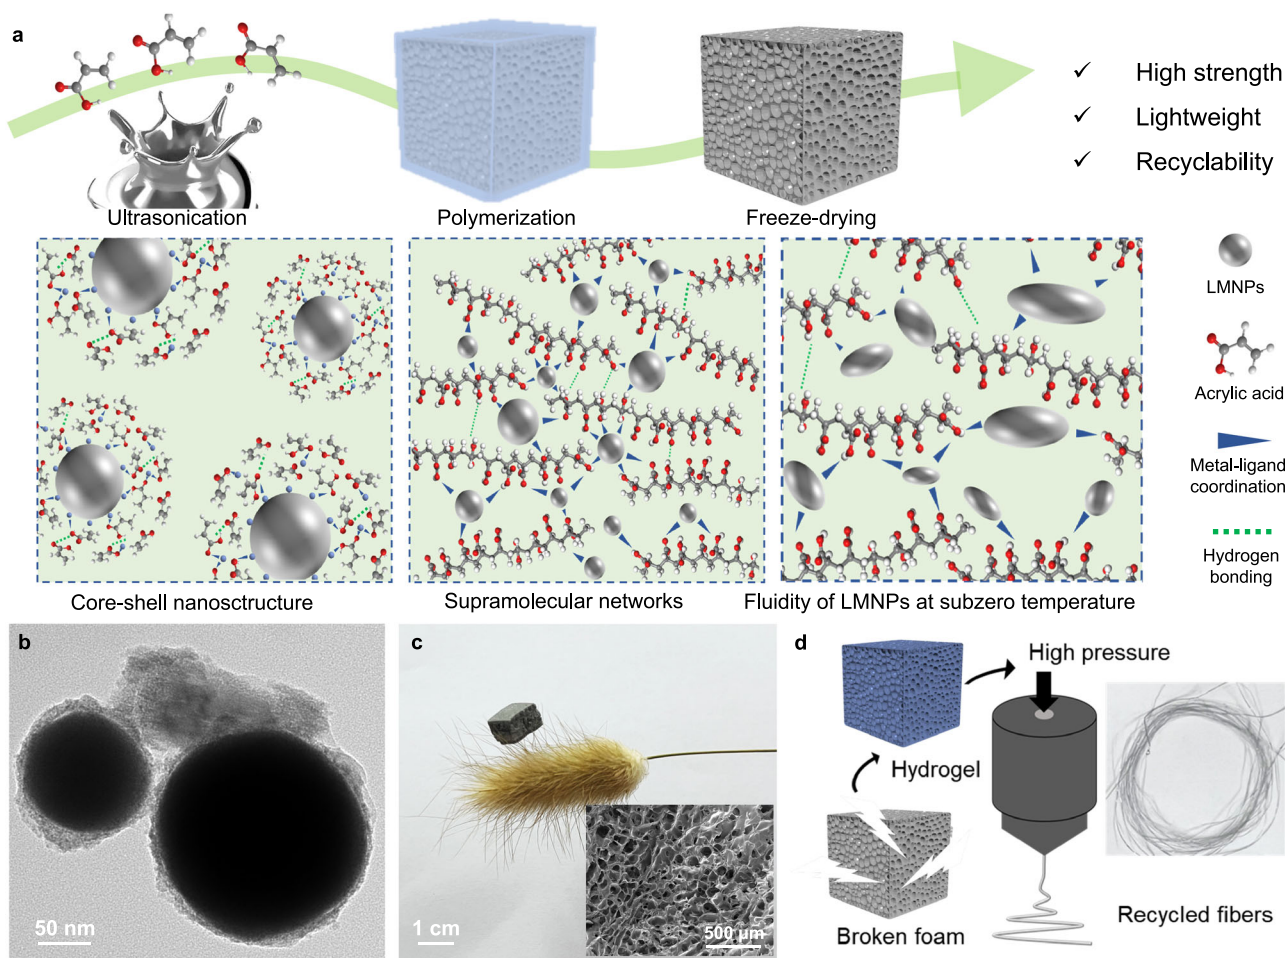 a
✓ High strength
✓ Lightweight
✓ Recyclability
Ultrasonication
Polymerization
Freeze-drying
LMNPs
Acrylic acid
Metal-ligand
coordination
Hydrogen
bonding
Core-shell nanosctructure
Supramolecular networks
Fluidity of LMNPs at subzero temperature
b
50 nm
c
1 cm
500 µm
d
High pressure
Hydrogel
Broken foam
Recycled fibers